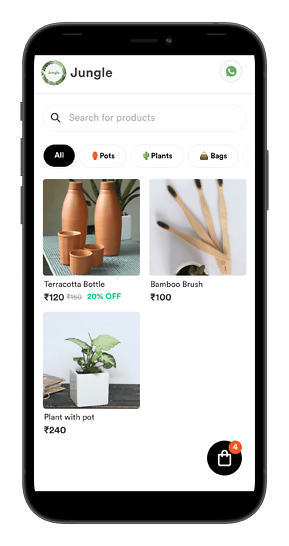 Jungle
Jungle
Search for products
All
Pots
Plants
Bags
Terracotta Bottle
₹120 ₹150 20% OFF
Bamboo Brush
₹100
Plant with pot
₹240
4